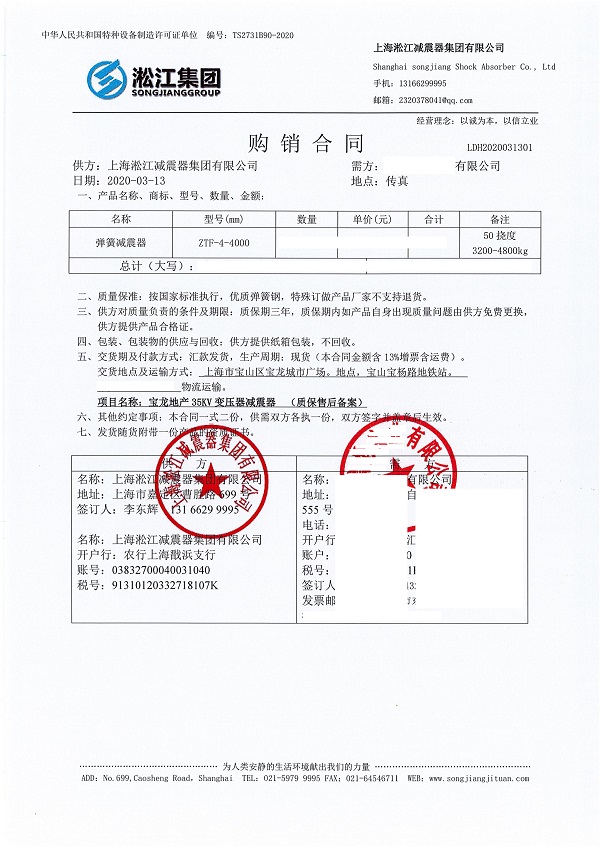 中华人民共和国特种设备制造许可证单位 编号：TS2731B90-2020
淞江集团
SONGJIANGGROUP
上海淞江减震器集团有限公司
Shanghai songjiang Shock Absorber Co., Ltd
手机：13166299995
邮箱：2320378041@qq.com
经营理念：以诚为本，以信立业
购 销 合 同
LDH2020031301
供方：上海淞江减震器集团有限公司 需方： 有限公司
日期：2020-03-13 地点：传真
一、产品名称、商标、型号、数量、金额；
名称 型号(mm) 数量 单价(元) 合计 备注
弹簧减震器 ZTF-4-4000 50 挠度
3200-4800kg
总计（大写）：
二、质量保准：按国家标准执行，优质弹簧钢，特殊订做产品厂家不支持退货。
三、供方对质量负责的条件及期限：质保期三年，质保期内如产品自身出现质量问题由供方免费更换，
供方提供产品合格证。
四、包装、包装物的供应与回收：供方提供纸箱包装，不回收。
五、交货期及付款方式：汇款发货，生产周期：现货（本合同金额含 13%增票含运费）。
交货地点及运输方式：上海市宝山区宝龙城市广场。地点，宝山宝杨路地铁站。
物流运输。
项目名称：宝龙地产 35KV 变压器减震器 （质保售后备案）
六、其他约定事项：本合同一式二份，供需双方各执一份，双方签字并盖章后生效。
七、发货随货附带一份产品的签质证书。
供 方
名称：上海淞江减震器集团有限公司
地址：上海市嘉定区曹胜路 699 号
签订人：李东辉 131 6629 9995
名称：上海淞江减震器集团有限公司
开户行：农行上海戬浜支行
账号：03832700040031040
税号：91310120332718107K
上海淞江减震器集团有限公司
需
名称： 有限公司
地址： 自
555 号
电话：
开户行 汇
账户： 0
税号：
签订人
发票邮
有限公
为人类安静的生活环境献出我们的力量
ADD: No.699,Caosheng Road, Shanghai TEL: 021-5979 9995 FAX: 021-64546711 WEB: www.songjiangjituan.com